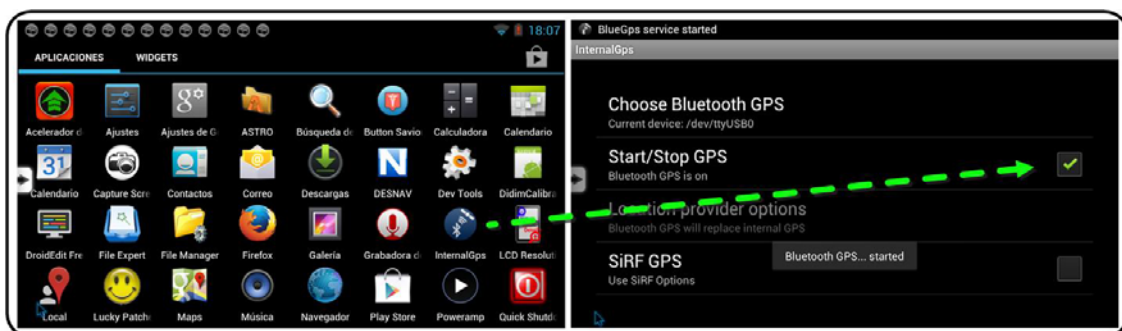 18:07
APLICACIONES WIDGETS
Acelerador d Ajustes Ajustes de G ASTRO Búsqueda de Button Savio Calculadora Calendario
31
Calendario Capture Scre Contactos Correo Descargas DESNAV Dev Tools DidimCalibra
DroidEdit Fre File Expert File Manager Firefox Galería Grabadora d InternalGps LCD Resoluti
Local Lucky Patche Maps Música Navegador Play Store Poweramp Quick Shutdo
BlueGps service started
InternalGps
Choose Bluetooth GPS
Current device: /dev/ttyUSB0
Start/Stop GPS
Bluetooth GPS is on
Location provider options
Bluetooth GPS will replace internal GPS
Bluetooth GPS... started
SiRF GPS
Use SiRF Options